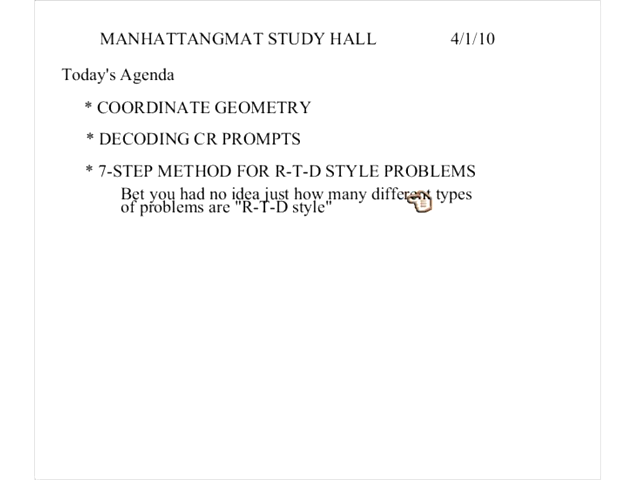 MANHATTANGMAT STUDY HALL 4/1/10
Today's Agenda
* COORDINATE GEOMETRY
* DECODING CR PROMPTS
* 7-STEP METHOD FOR R-T-D STYLE PROBLEMS
Bet you had no idea just how many different types
of problems are "R-T-D style"